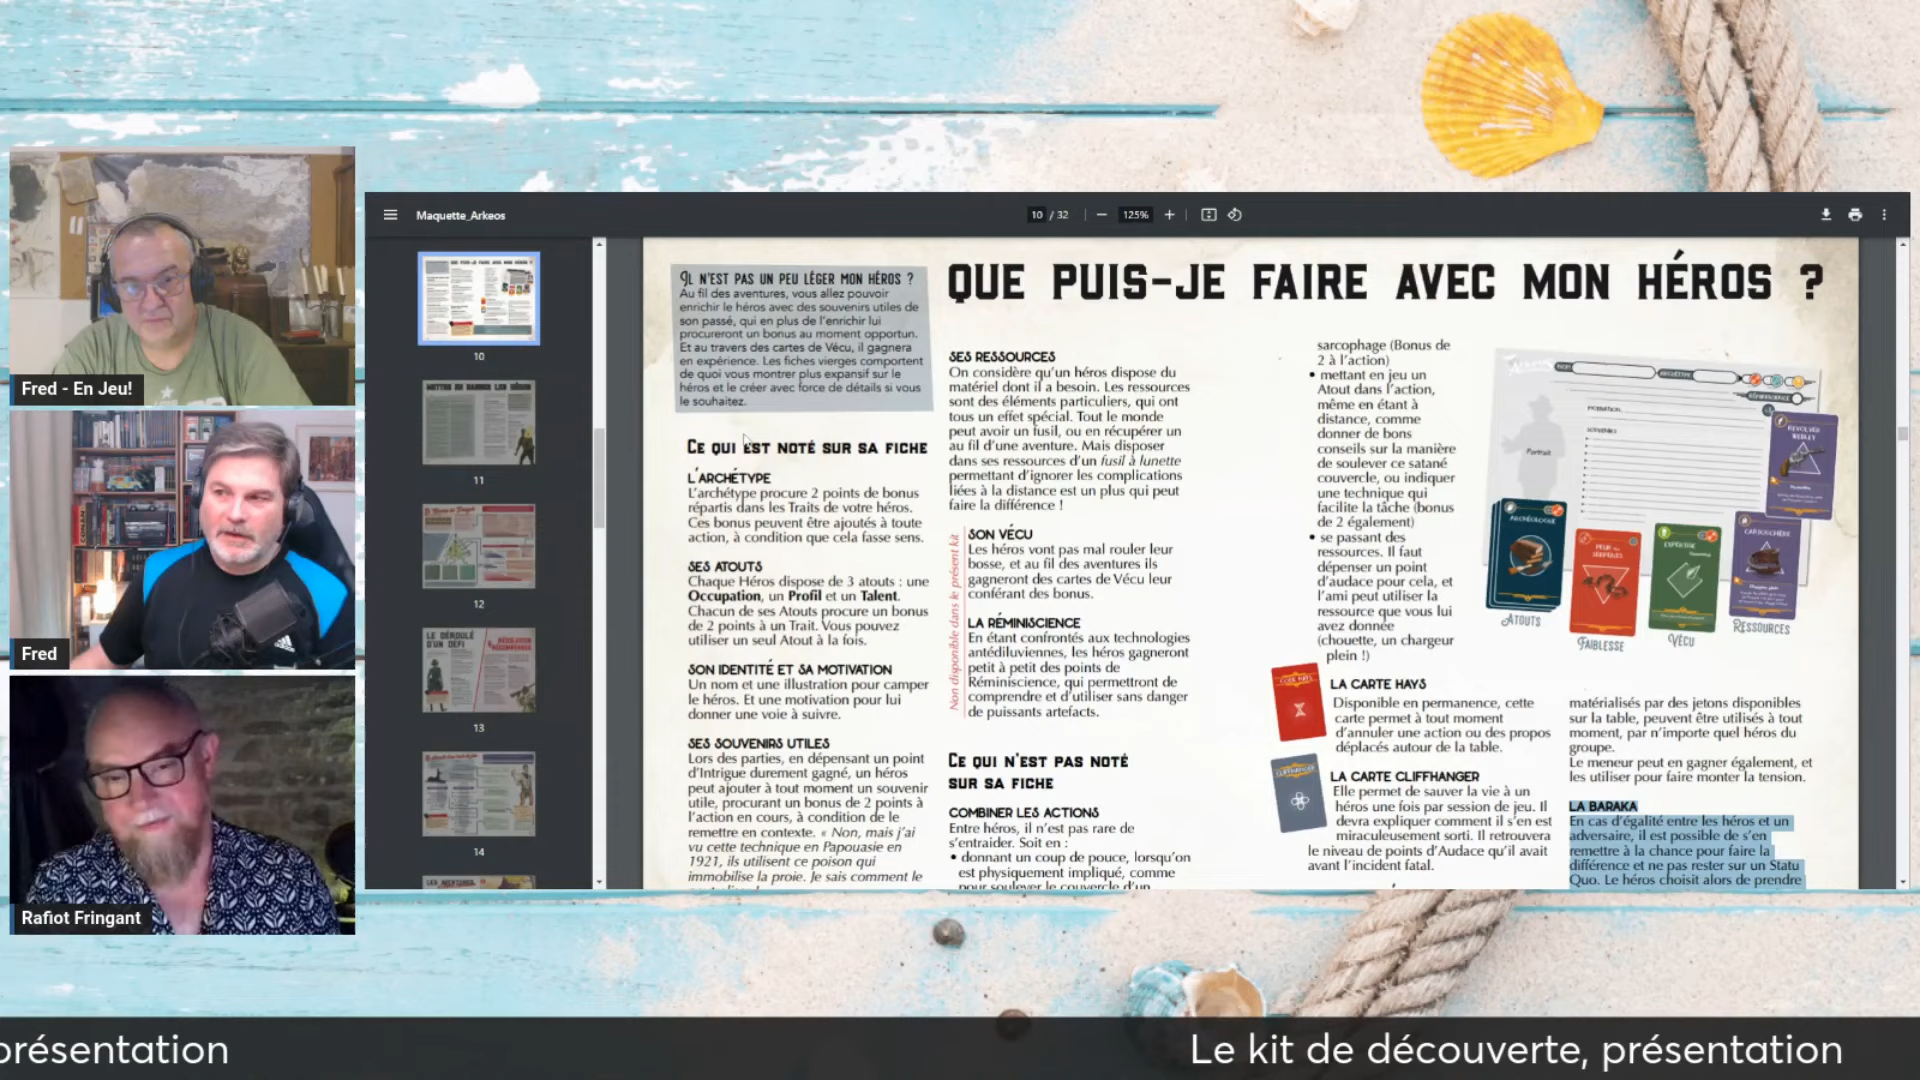 Maquette_Arkeos
10 / 32
125%
10
METTRE EN DANGER LES HÉROS
11
12
LE DÉROULÉ
D'UN DÉFI
13
14
IL N'EST PAS UN PEU LÉGER MON HÉROS ?
Au fil des aventures, vous allez pouvoir
enrichir le héros avec des souvenirs utiles de
son passé, qui en plus de l'enrichir lui
procureront un bonus au moment opportun.
Et au travers des cartes de Vécu, il gagnera
en expérience. Les fiches vierges comportent
de quoi vous montrer plus expansif sur le
héros et le créer avec force de détails si vous
le souhaitez.
CE QUI EST NOTÉ SUR SA FICHE
L'ARCHÉTYPE
L'archétype procure 2 points de bonus
répartis dans les Traits de votre héros.
Ces bonus peuvent être ajoutés à toute
action, à condition que cela fasse sens.
SES ATOUTS
Chaque Héros dispose de 3 atouts : une
Occupation, un Profil et un Talent.
Chacun de ses Atouts procure un bonus
de 2 points à un Trait. Vous pouvez
utiliser un seul Atout à la fois.
SON IDENTITÉ ET SA MOTIVATION
Un nom et une illustration pour camper
le héros. Et une motivation pour lui
donner une voie à suivre.
SES SOUVENIRS UTILES
Lors des parties, en dépensant un point
d'Intrigue durement gagné, un héros
peut ajouter à tout moment un souvenir
utile, procurant un bonus de 2 points à
l'action en cours, à condition de le
remettre en contexte. « Non, mais j'ai
vu cette technique en Papouasie en
1921, ils utilisent ce poison qui
immobilise la proie. Je sais comment le
QUE PUIS-JE FAIRE AVEC MON HÉROS ?
SES RESSOURCES
On considère qu'un héros dispose du
matériel dont il a besoin. Les ressources
sont des éléments particuliers, qui ont
tous un effet spécial. Tout le monde
peut avoir un fusil, ou en récupérer un
au fil d'une aventure. Mais disposer
dans ses ressources d'un fusil à lunette
permettant d'ignorer les complications
liées à la distance est un plus qui peut
faire la différence !
Non disponible dans le présent kit
SON VÉCU
Les héros vont pas mal rouler leur
bosse, et au fil des aventures ils
gagneront des cartes de Vécu leur
conférant des bonus.
LA RÉMINISCIENCE
En étant confrontés aux technologies
antédiluviennes, les héros gagneront
petit à petit des points de
Réminiscience, qui permettront de
comprendre et d'utiliser sans danger
de puissants artefacts.
CE QUI N'EST PAS NOTÉ
SUR SA FICHE
COMBINER LES ACTIONS
Entre héros, il n'est pas rare de
s'entraider. Soit en :
• donnant un coup de pouce, lorsqu'on
est physiquement impliqué, comme
pour soulever le couvercle d'un
sarcophage (Bonus de
2 à l'action)
• mettant en jeu un
Atout dans l'action,
même en étant à
distance, comme
donner de bons
conseils sur la manière
de soulever ce satané
couvercle, ou indiquer
une technique qui
facilite la tâche (bonus
de 2 également)
• se passant des
ressources. Il faut
dépenser un point
d'audace pour cela, et
l'ami peut utiliser la
ressource que vous lui
avez donnée
(chouette, un chargeur
plein !)
LA CARTE HAYS
Disponible en permanence, cette
carte permet à tout moment
d'annuler une action ou des propos
déplacés autour de la table.
LA CARTE CLIFFHANGER
Elle permet de sauver la vie à un
héros une fois par session de jeu. Il
devra expliquer comment il s'en est
miraculeusement sorti. Il retrouvera
le niveau de points d'Audace qu'il avait
avant l'incident fatal.
Portrait
ARCHÉOLOGUE
EXPERTISE
CARTOUCHIÈRE
REVOLVER
WEBLEY
ATOUTS
FAIBLESSE
VÉCU
RESSOURCES
matérialisés par des jetons disponibles
sur la table, peuvent être utilisés à tout
moment, par n'importe quel héros du
groupe.
Le meneur peut en gagner également, et
les utiliser pour faire monter la tension.
LA BARAKA
En cas d'égalité entre les héros et un
adversaire, il est possible de s'en
remettre à la chance pour faire la
différence et ne pas rester sur un Statu
Quo. Le héros choisit alors de prendre
Fred - En Jeu!
Fred
Rafiot Fringant
présentation
Le kit de découverte, présentation